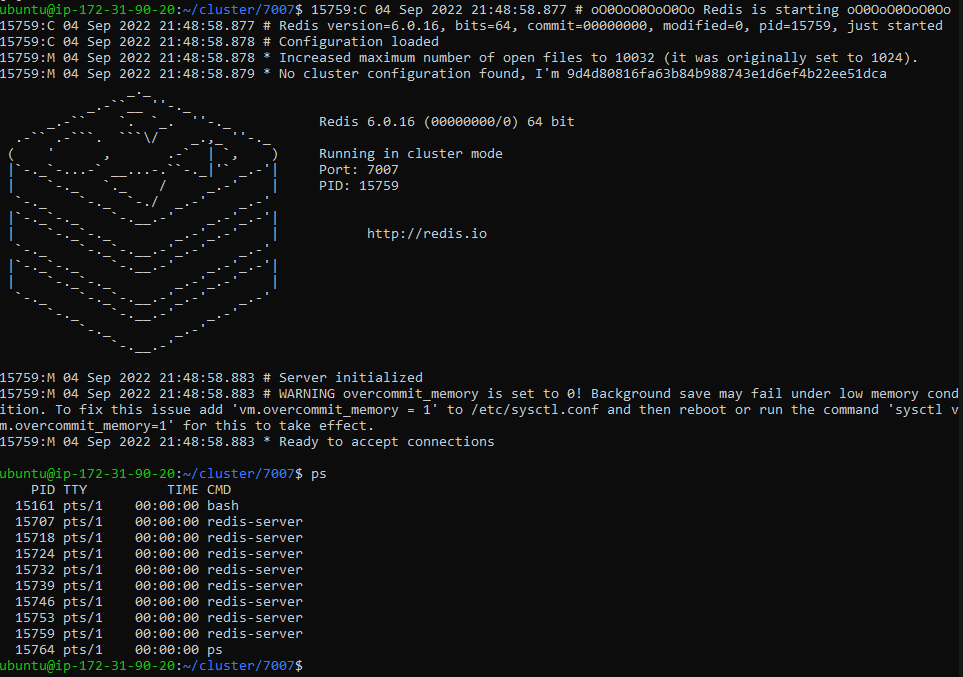 ubuntu@ip-172-31-90-20:~/cluster/7007$ 15759:C 04 Sep 2022 21:48:58.877 # oO0OoO0OoO0Oo Redis is starting oO0OoO0OoO0Oo
15759:C 04 Sep 2022 21:48:58.877 # Redis version=6.0.16, bits=64, commit=00000000, modified=0, pid=15759, just started
15759:C 04 Sep 2022 21:48:58.878 # Configuration loaded
15759:M 04 Sep 2022 21:48:58.878 * Increased maximum number of open files to 10032 (it was originally set to 1024).
15759:M 04 Sep 2022 21:48:58.879 * No cluster configuration found, I'm 9d4d80816fa63b84b988743e1d6ef4b22ee51dca
Redis 6.0.16 (00000000/0) 64 bit
Running in cluster mode
Port: 7007
PID: 15759
http://redis.io
15759:M 04 Sep 2022 21:48:58.883 # Server initialized
15759:M 04 Sep 2022 21:48:58.883 # WARNING overcommit_memory is set to 0! Background save may fail under low memory cond
ition. To fix this issue add 'vm.overcommit_memory = 1' to /etc/sysctl.conf and then reboot or run the command 'sysctl v
m.overcommit_memory=1' for this to take effect.
15759:M 04 Sep 2022 21:48:58.883 * Ready to accept connections
ubuntu@ip-172-31-90-20:~/cluster/7007$ ps
PID TTY TIME CMD
15161 pts/1 00:00:00 bash
15707 pts/1 00:00:00 redis-server
15718 pts/1 00:00:00 redis-server
15724 pts/1 00:00:00 redis-server
15732 pts/1 00:00:00 redis-server
15739 pts/1 00:00:00 redis-server
15746 pts/1 00:00:00 redis-server
15753 pts/1 00:00:00 redis-server
15759 pts/1 00:00:00 redis-server
15764 pts/1 00:00:00 ps
ubuntu@ip-172-31-90-20:~/cluster/7007$